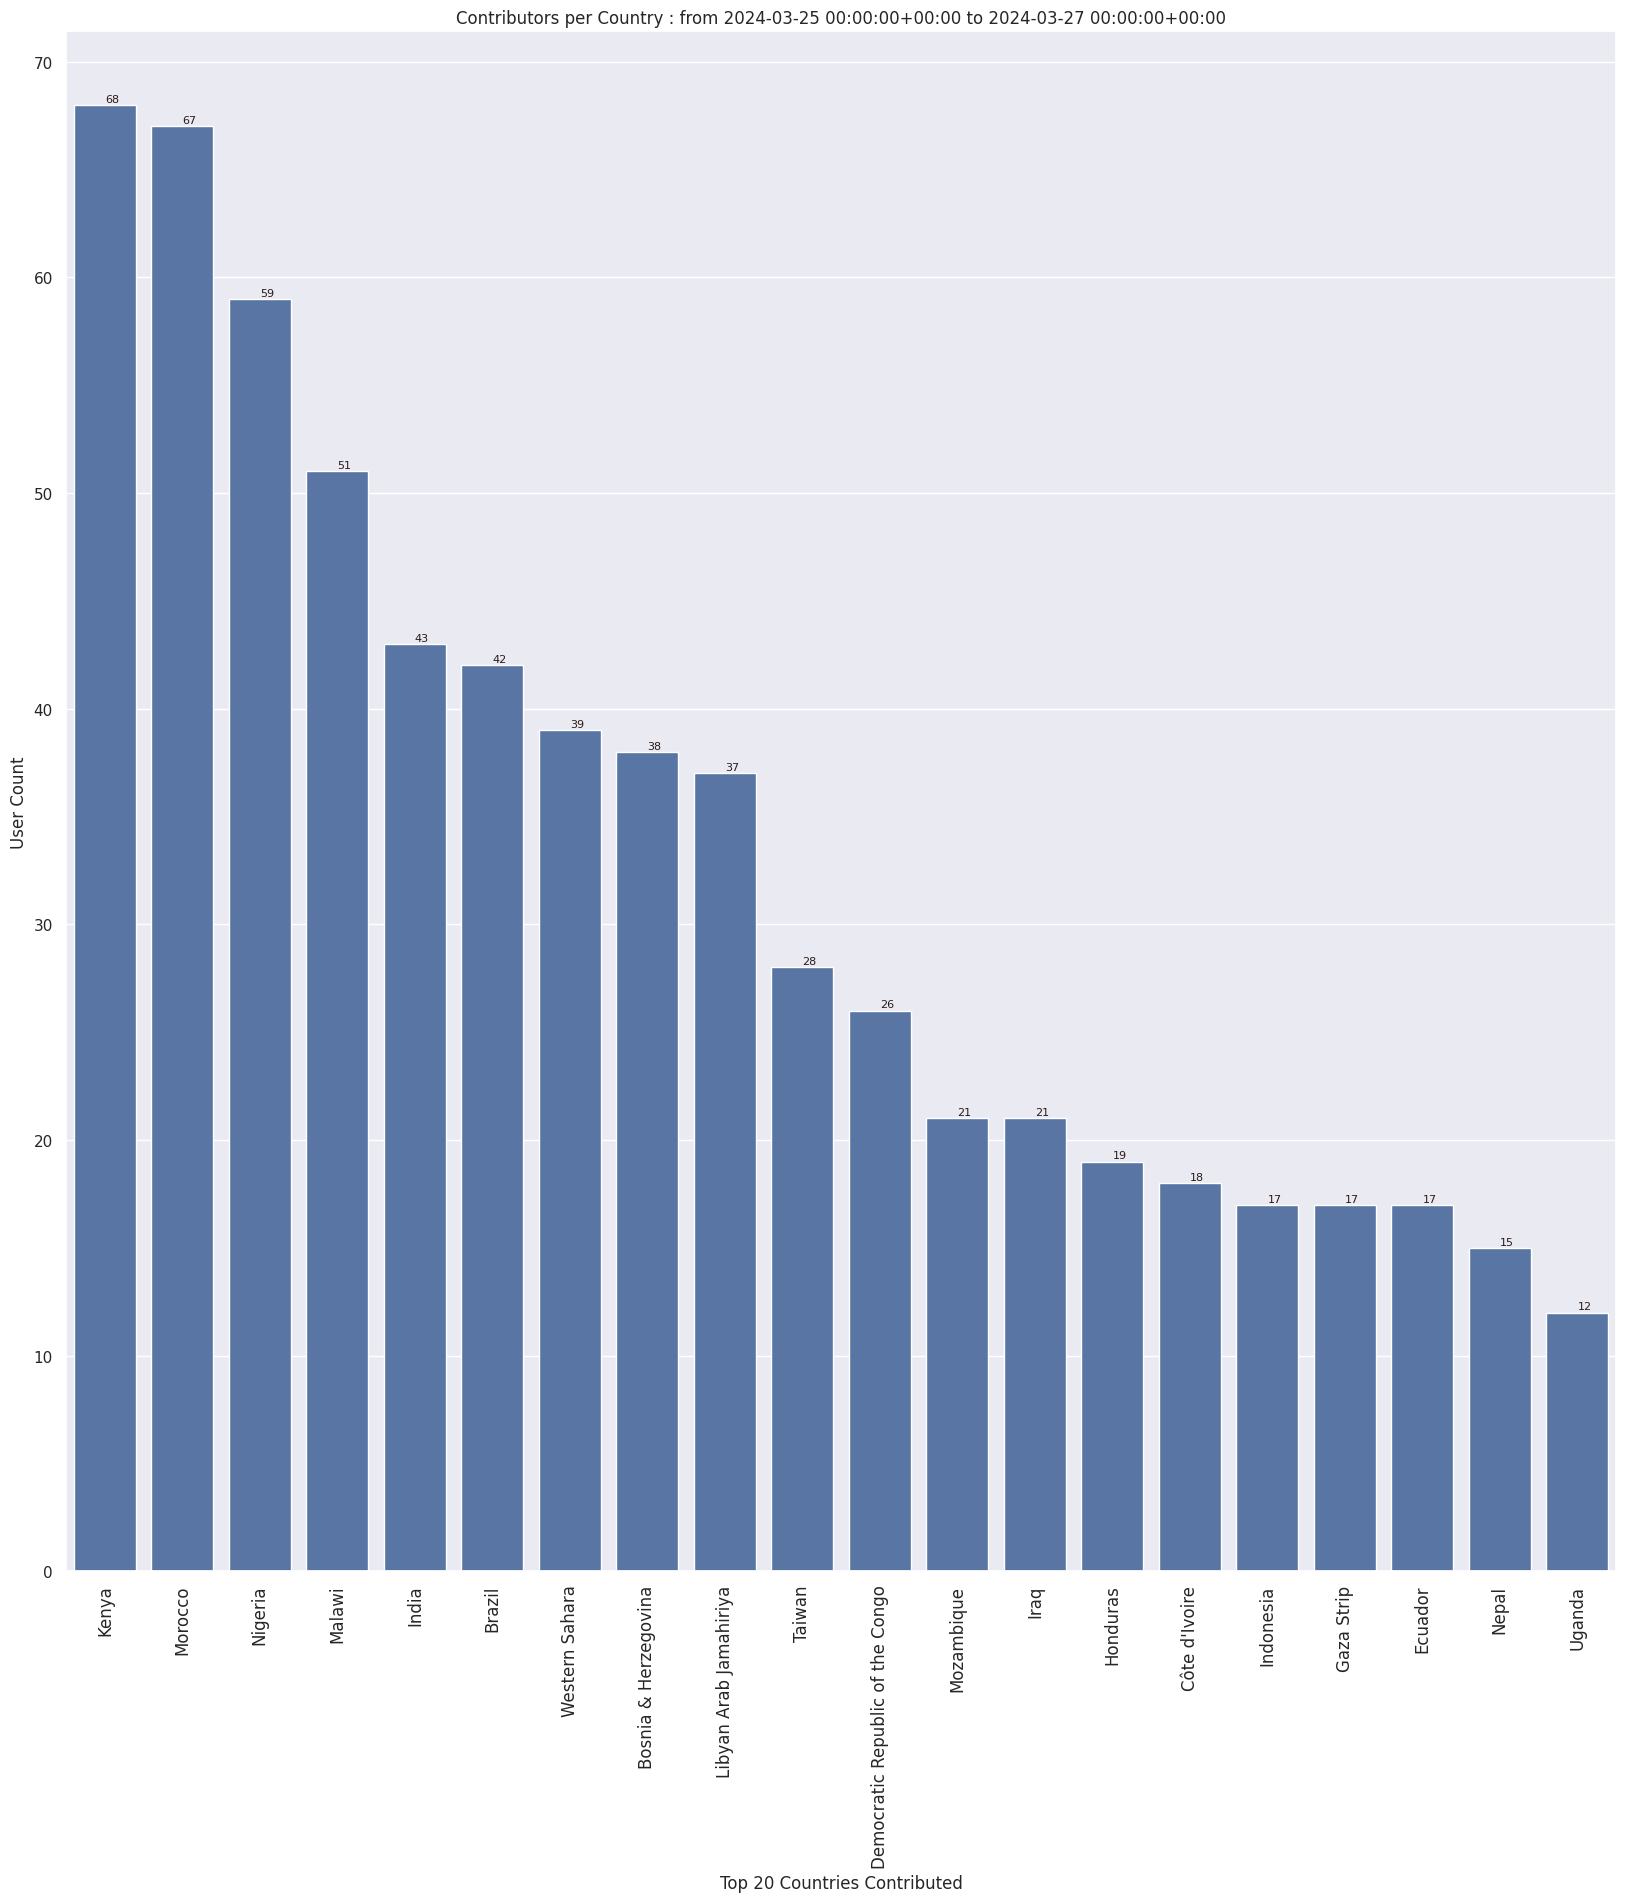 Contributors per Country : from 2024-03-25 00:00:00+00:00 to 2024-03-27 00:00:00+00:00
User Count
70
60
50
40
30
20
10
0
68
67
59
51
43
42
39
38
37
28
26
21
21
19
18
17
17
17
15
12
Kenya
Morocco
Nigeria
Malawi
India
Brazil
Western Sahara
Bosnia & Herzegovina
Libyan Arab Jamahiriya
Taiwan
Democratic Republic of the Congo
Mozambique
Iraq
Honduras
Côte d'Ivoire
Indonesia
Gaza Strip
Ecuador
Nepal
Uganda
Top 20 Countries Contributed